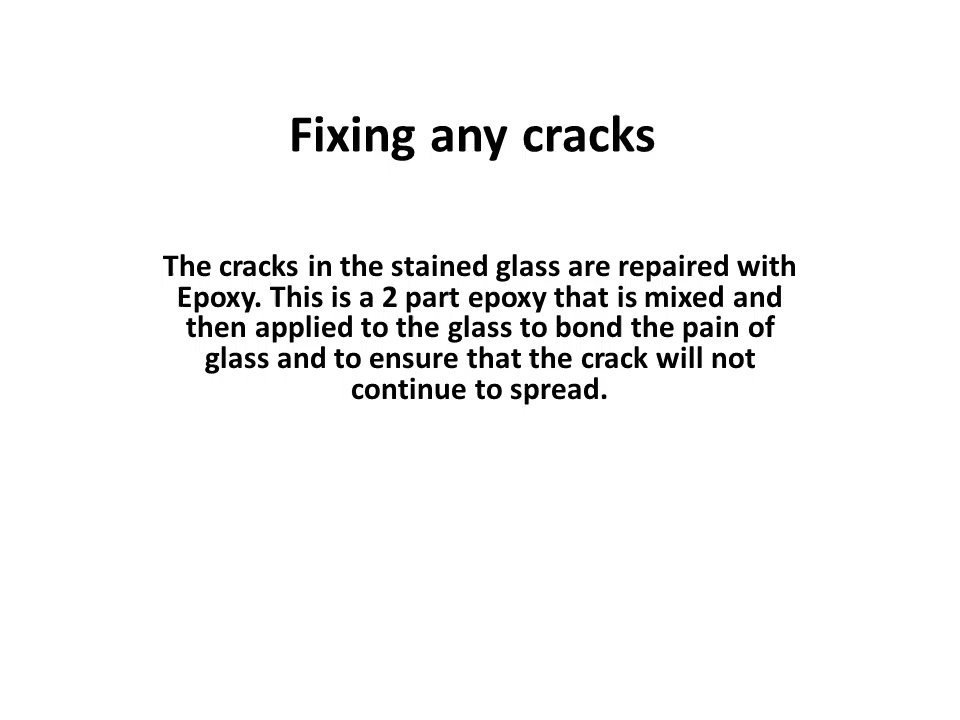 Fixing any cracks
The cracks in the stained glass are repaired with
Epoxy. This is a 2 part epoxy that is mixed and
then applied to the glass to bond the pain of
glass and to ensure that the crack will not
continue to spread.